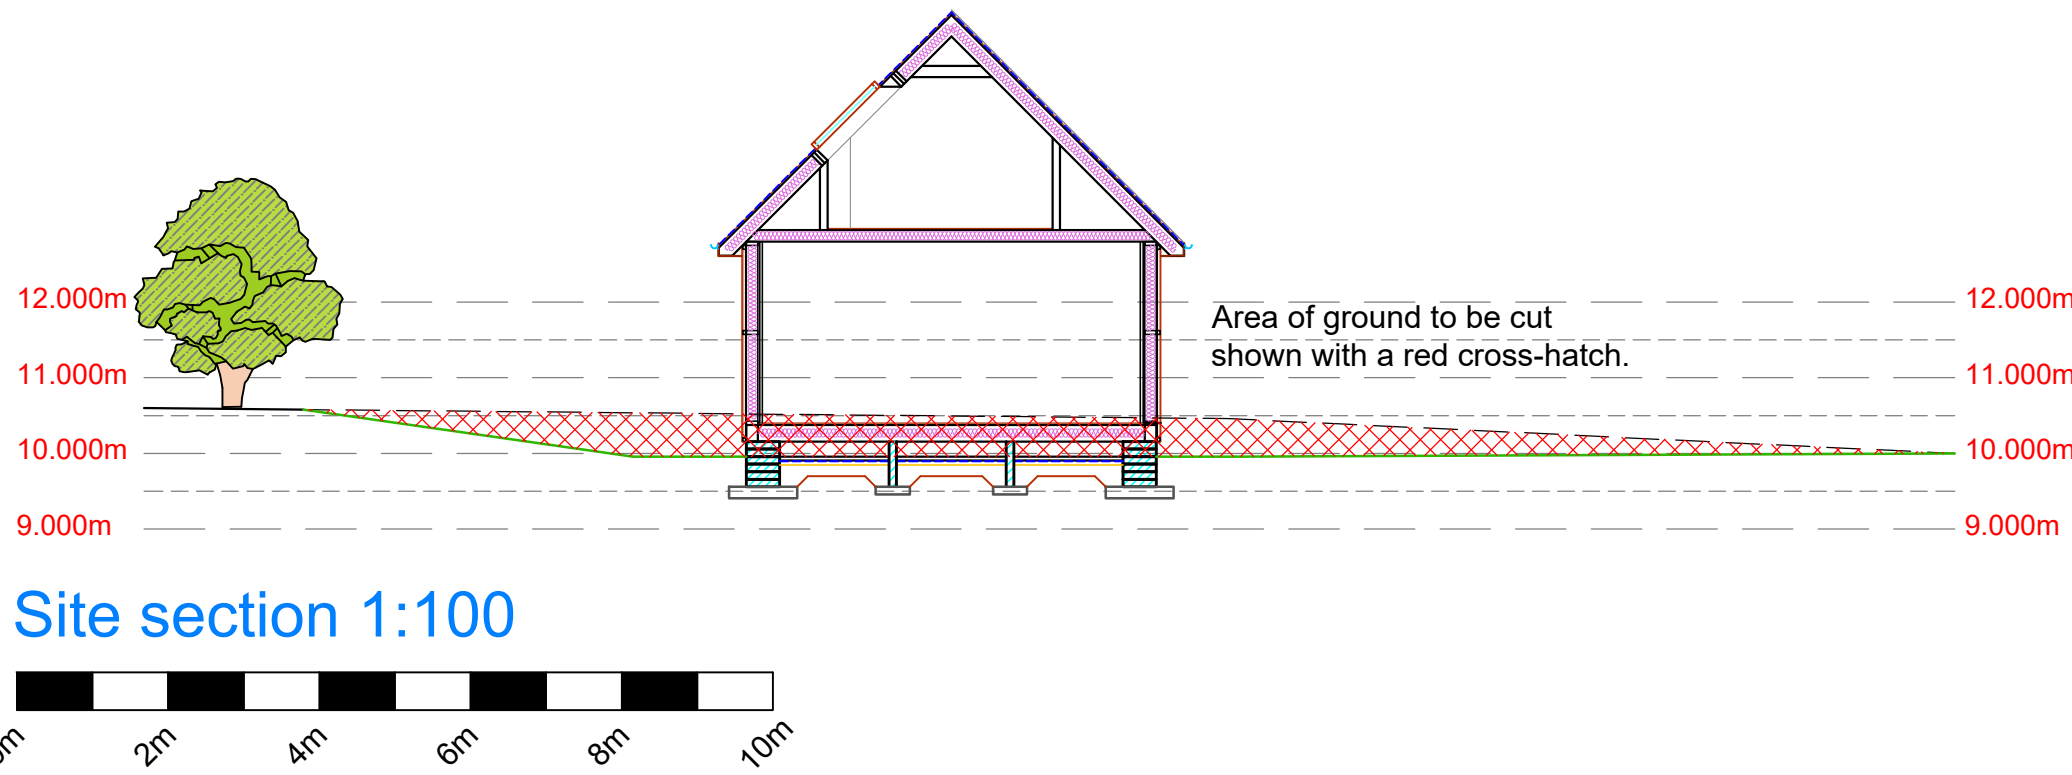 12.000m
12.000m
Area of ground to be cut
shown with a red cross-hatch.
11.000m
11.000m
10.000m
10.000m
9.000m
9.000m
Site section 1:100
2m
4m
6m
8m
10m